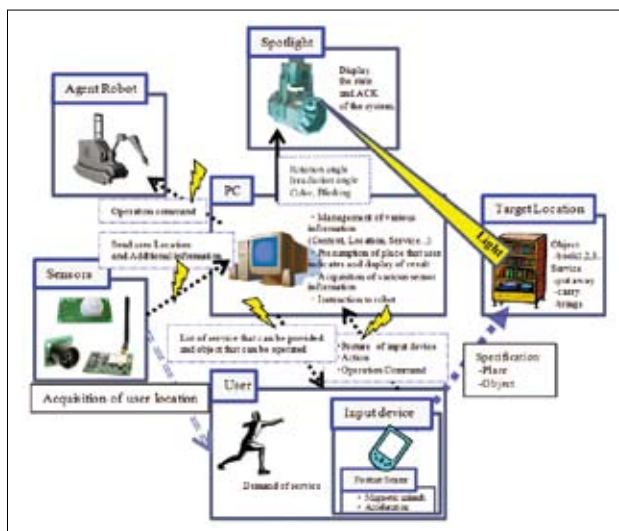 Spotlight
Display
the state
and ACK
of the system.
Agent Robot
Rotation angle
Irradiation angle
Color, Blinking
PC
Operation command
Target Location
Light
Send user Location
and Additional information
・Management of various
information
(Context, Location, Service...)
・Presumption of place that user
indicates and display of result
・Acquisition of various sensor
information
・Instruction to robot
Object
-book1,2,3..
Service
-put away
-carry
-brings
Sensors
List of service that can be provided
and object that can be operated
・Posture of input device
・Action
・Operation Command
Specification
-Place
-Object
Acquisition of user location
User
Input device
Demand of service
Posture Sensor
・Magnetic
・Acceleration